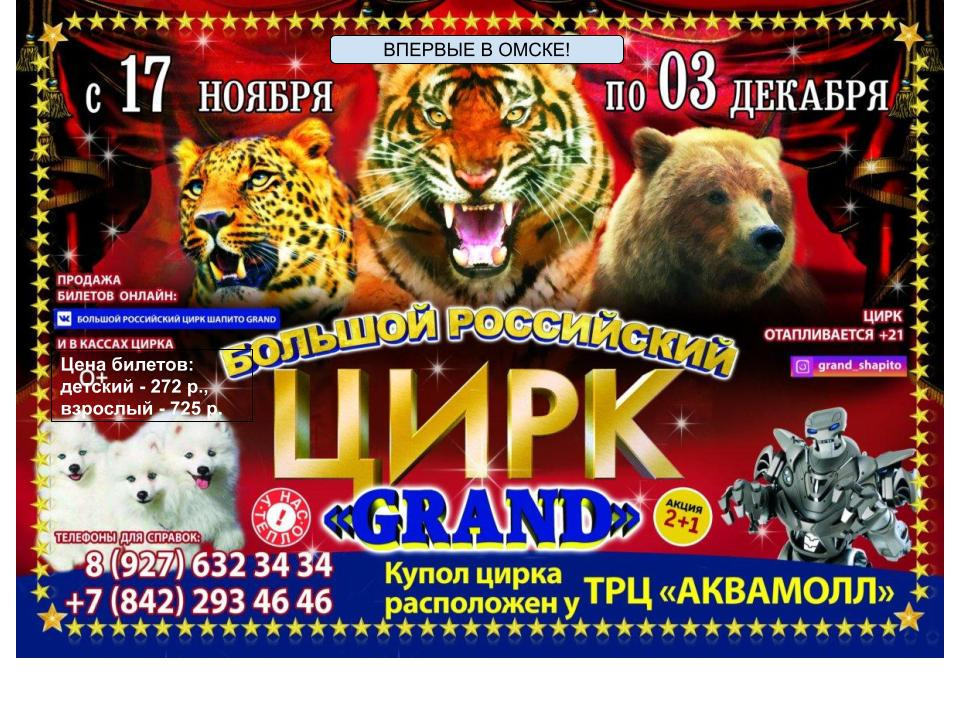 ВПЕРВЫЕ В ОМСКЕ!
с 17 НОЯБРЯ
по 03 ДЕКАБРЯ
ПРОДАЖА
БИЛЕТОВ ОНЛАЙН:
БОЛЬШОЙ РОССИЙСКИЙ ЦИРК ШАПИТО GRAND
И В КАССАХ ЦИРКА
0+
Цена билетов:
детский - 272 р.,
взрослый - 725 р.
ЦИРК
ОТАПЛИВАЕТСЯ +21
grand_shapito
БОЛЬШОЙ РОССИЙСКИЙ
ЦИРК
«GRAND»
У НАС ТЕПЛО
АКЦИЯ
2+1
ТЕЛЕФОНЫ ДЛЯ СПРАВОК:
8 (927) 632 34 34
+7 (842) 293 46 46
Купол цирка
расположен у ТРЦ «АКВАМОЛЛ»